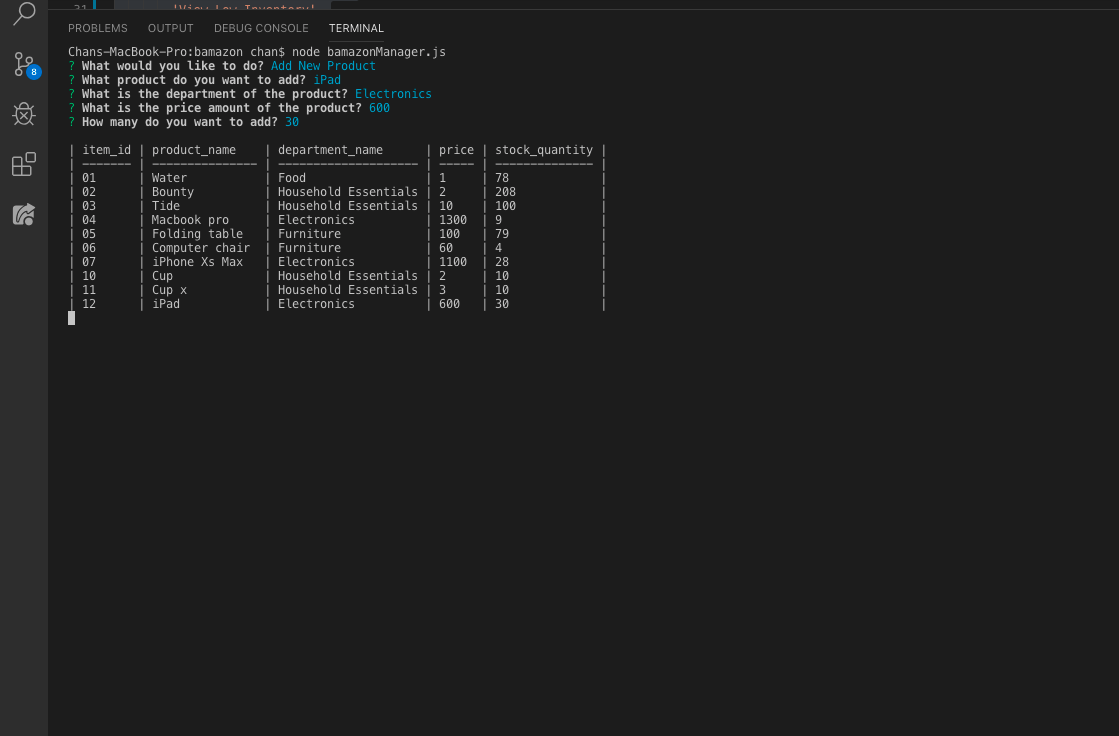 31 'View Low Inventory'
PROBLEMS OUTPUT DEBUG CONSOLE TERMINAL
Chans-MacBook-Pro:bamazon chan$ node bamazonManager.js
? What would you like to do? Add New Product
? What product do you want to add? iPad
? What is the department of the product? Electronics
? What is the price amount of the product? 600
? How many do you want to add? 30
| item_id | product_name    | department_name      | price | stock_quantity |
| ------- | --------------- | -------------------- | ----- | -------------- |
| 01      | Water           | Food                 | 1     | 78             |
| 02      | Bounty          | Household Essentials | 2     | 208            |
| 03      | Tide            | Household Essentials | 10    | 100            |
| 04      | Macbook pro     | Electronics          | 1300  | 9              |
| 05      | Folding table   | Furniture            | 100   | 79             |
| 06      | Computer chair  | Furniture            | 60    | 4              |
| 07      | iPhone Xs Max   | Electronics          | 1100  | 28             |
| 10      | Cup             | Household Essentials | 2     | 10             |
| 11      | Cup x           | Household Essentials | 3     | 10             |
| 12      | iPad            | Electronics          | 600   | 30             |
8